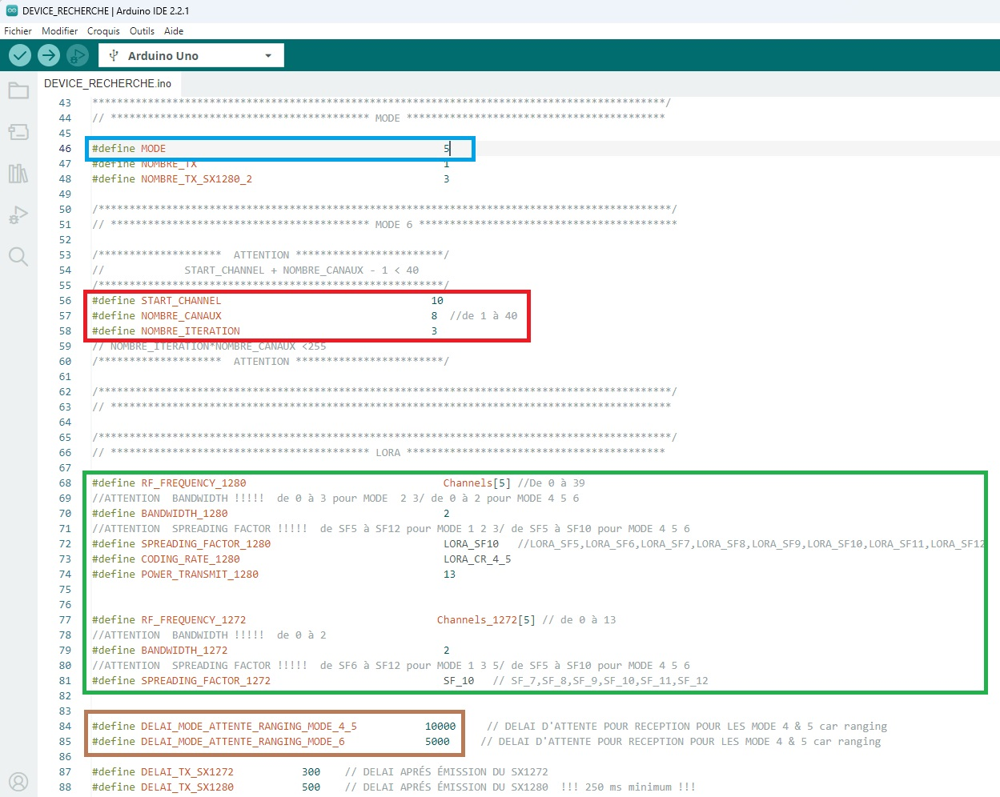 DEVICE_RECHERCHE | Arduino IDE 2.2.1
Fichier Modifier Croquis Outils Aide
Arduino Uno
DEVICE_RECHERCHE.ino
43 *********************************************************************************************/
44 // ****************************************** MODE ******************************************
45
46 #define MODE 5
47 #define NOMBRE_TX 1
48 #define NOMBRE_TX_SX1280_2 3
49
50 /*********************************************************************************************/
51 // ****************************************** MODE 6 ******************************************
52
53 /******************** ATTENTION ************************/
54 // START_CHANNEL + NOMBRE_CANAUX - 1 < 40
55 /********************************************************/
56 #define START_CHANNEL 10
57 #define NOMBRE_CANAUX 8 //de 1 à 40
58 #define NOMBRE_ITERATION 3
59 // NOMBRE_ITERATION*NOMBRE_CANAUX <255
60 /******************** ATTENTION ************************/
61
62 /*********************************************************************************************/
63 // *******************************************************************************************
64
65 /*********************************************************************************************/
66 // ****************************************** LORA ******************************************
67
68 #define RF_FREQUENCY_1280 Channels[5] //De 0 à 39
69 //ATTENTION BANDWIDTH !!!!! de 0 à 3 pour MODE 2 3/ de 0 à 2 pour MODE 4 5 6
70 #define BANDWIDTH_1280 2
71 //ATTENTION SPREADING FACTOR !!!!! de SF5 à SF12 pour MODE 1 2 3/ de SF5 à SF10 pour MODE 4 5 6
72 #define SPREADING_FACTOR_1280 LORA_SF10 //LORA_SF5,LORA_SF6,LORA_SF7,LORA_SF8,LORA_SF9,LORA_SF10,LORA_SF11,LORA_SF12
73 #define CODING_RATE_1280 LORA_CR_4_5
74 #define POWER_TRANSMIT_1280 13
75
76
77 #define RF_FREQUENCY_1272 Channels_1272[5] // de 0 à 13
78 //ATTENTION BANDWIDTH !!!!! de 0 à 2
79 #define BANDWIDTH_1272 2
80 //ATTENTION SPREADING FACTOR !!!!! de SF6 à SF12 pour MODE 1 3 5/ de SF5 à SF10 pour MODE 4 5 6
81 #define SPREADING_FACTOR_1272 SF_10 // SF_7,SF_8,SF_9,SF_10,SF_11,SF_12
82
83
84 #define DELAI_MODE_ATTENTE_RANGING_MODE_4_5 10000 // DELAI D'ATTENTE POUR RECEPTION POUR LES MODE 4 & 5 car ranging
85 #define DELAI_MODE_ATTENTE_RANGING_MODE_6 5000 // DELAI D'ATTENTE POUR RECEPTION POUR LES MODE 4 & 5 car ranging
86
87 #define DELAI_TX_SX1272 300 // DELAI APRÉS ÉMISSION DU SX1272
88 #define DELAI_TX_SX1280 500 // DELAI APRÉS ÉMISSION DU SX1280 !!! 250 ms minimum !!!